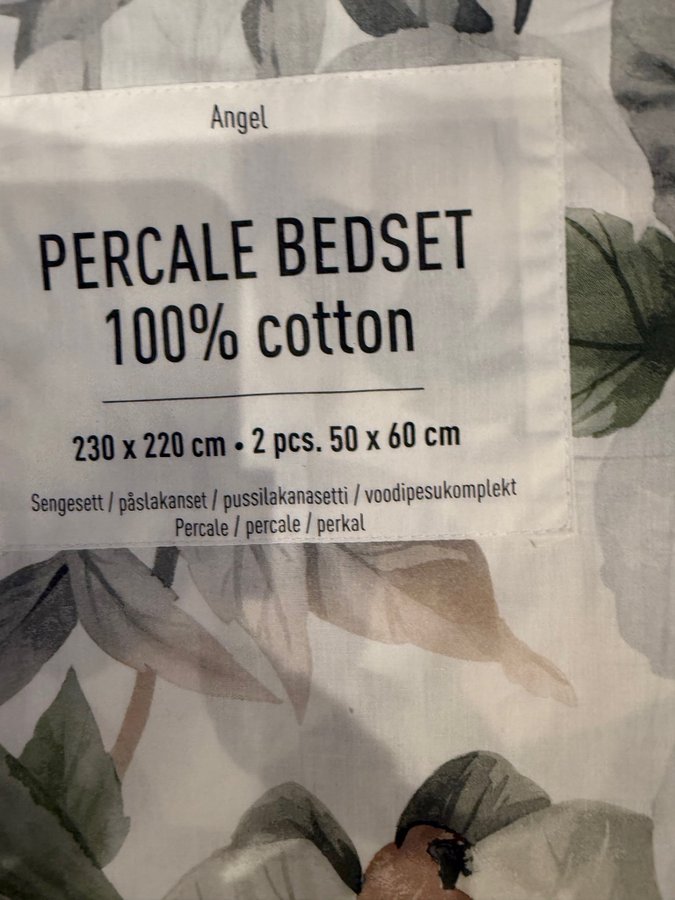 Angel
PERCALE BEDSET
100% cotton
230 x 220 cm • 2 pcs. 50 x 60 cm
Sengesett / påslakanset / pussilakanasetti / voodipesukomplekt
Percale / percale / perkal